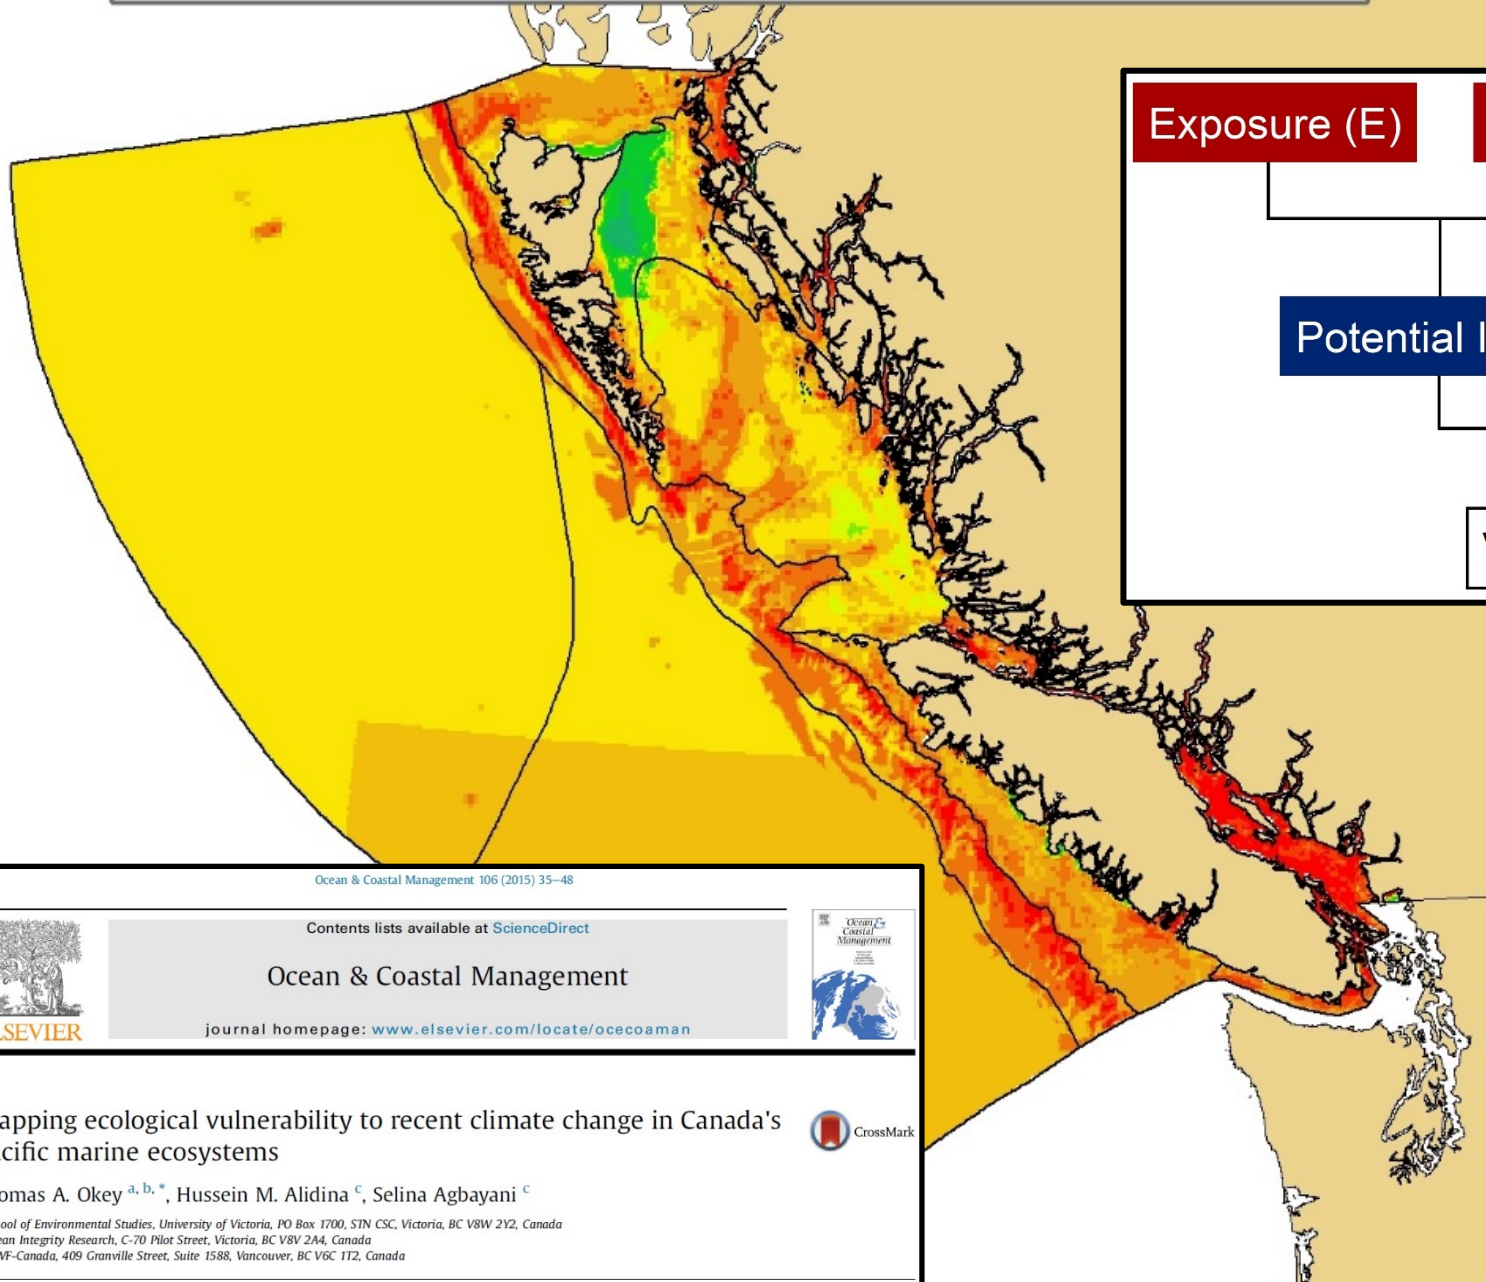 Exposure (E)
Potential
Ocean & Coastal Management 106 (2015) 35–48
Contents lists available at ScienceDirect
Ocean & Coastal Management
journal homepage: www.elsevier.com/locate/ocecoaman
LSEVIER
Ocean &
Coastal
Management
apping ecological vulnerability to recent climate change in Canada's
cific marine ecosystems
CrossMark
omas A. Okey a, b, *, Hussein M. Alidina c, Selina Agbayani c
ool of Environmental Studies, University of Victoria, PO Box 1700, STN CSC, Victoria, BC V8W 2Y2, Canada
ean Integrity Research, C-70 Pilot Street, Victoria, BC V8V 2A4, Canada
VF-Canada, 409 Granville Street, Suite 1588, Vancouver, BC V6C 1T2, Canada